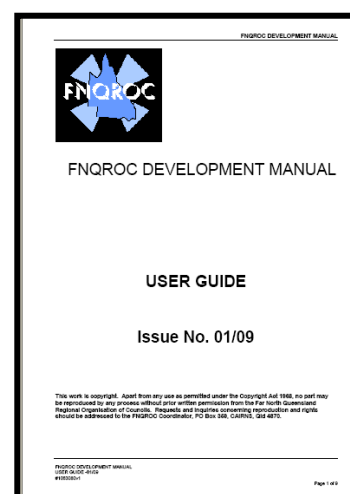 FNQROC DEVELOPMENT MANUAL
FNQROC
FNQROC DEVELOPMENT MANUAL
USER GUIDE
Issue No. 01/09
This work is copyright. Apart from any use as permitted under the Copyright Act 1968, no part may
be reproduced by any process without prior written permission from the Far North Queensland
Regional Organisation of Councils. Requests and inquiries concerning reproduction and rights
should be addressed to the FNQROC Coordinator, PO Box 359, CAIRNS, Qld 4870.
FNQROC DEVELOPMENT MANUAL
USER GUIDE -01/09
Page 1 of 9